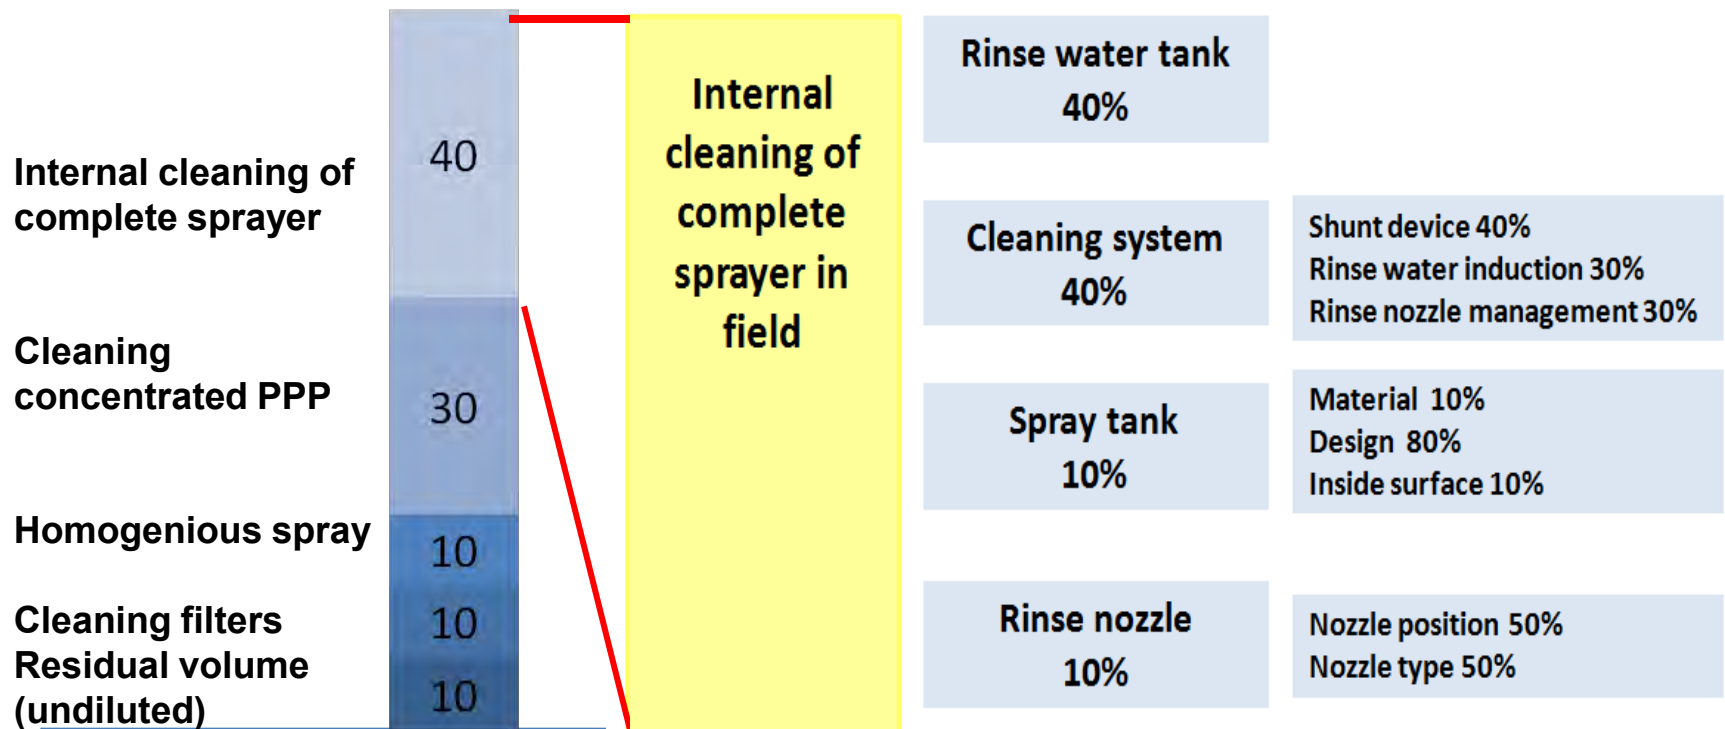 Internal cleaning of
complete sprayer
Cleaning
concentrated PPP
Homogenious spray
Cleaning filters
Residual volume
(undiluted)
40
30
10
10
10
Internal
cleaning of
complete
sprayer in
field
Rinse water tank
40%
Cleaning system
40%
Shunt device 40%
Rinse water induction 30%
Rinse nozzle management 30%
Spray tank
10%
Material 10%
Design 80%
Inside surface 10%
Rinse nozzle
10%
Nozzle position 50%
Nozzle type 50%